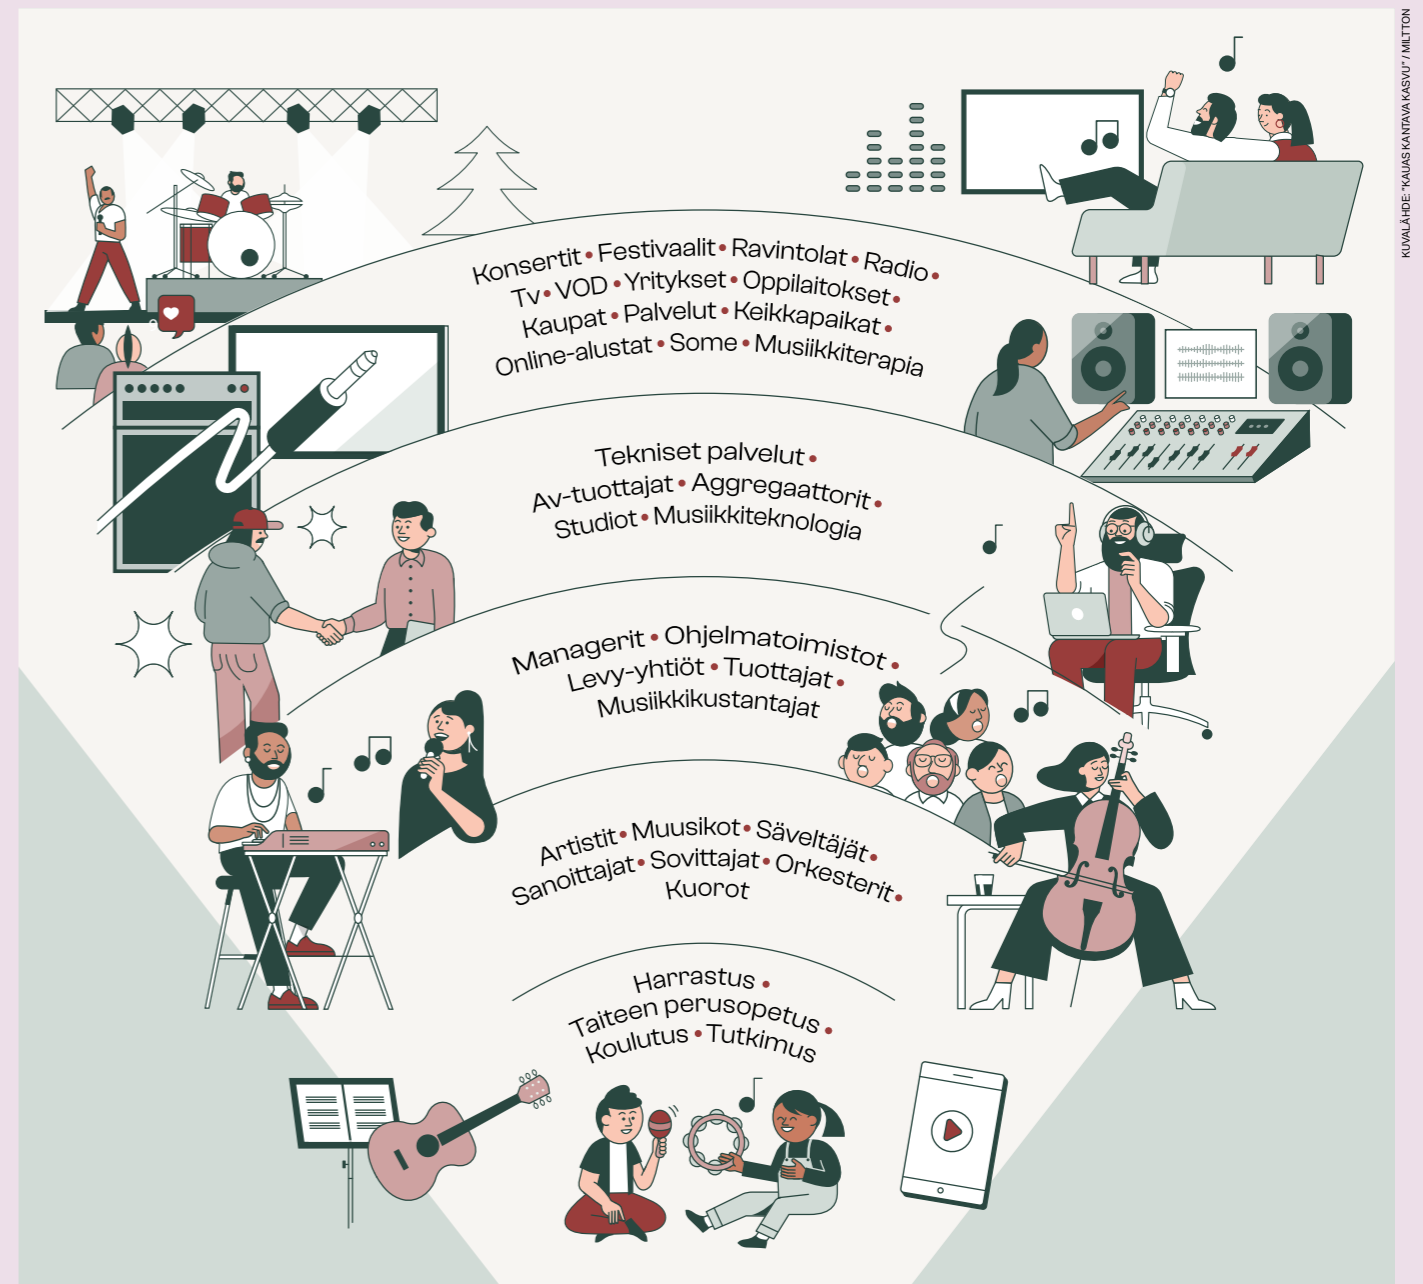 KUVALÄHDE: "KAUAS KANTAVA KASVU" / MILTTON
Konsertit • Festivaalit • Ravintolat • Radio •
Tv • VOD • Yritykset • Oppilaitokset •
Kaupat • Palvelut • Keikkapaikat •
Online-alustat • Some • Musiikkiterapia
Tekniset palvelut •
Av-tuottajat • Aggregaattorit •
Studiot • Musiikkiteknologia
Managerit • Ohjelmatoimistot •
Levy-yhtiöt • Tuottajat •
Musiikkikustantajat
Artistit • Muusikot • Säveltäjät •
Sanoittajat • Sovittajat • Orkesterit •
Kuorot
Harrastus •
Taiteen perusopetus •
Koulutus • Tutkimus